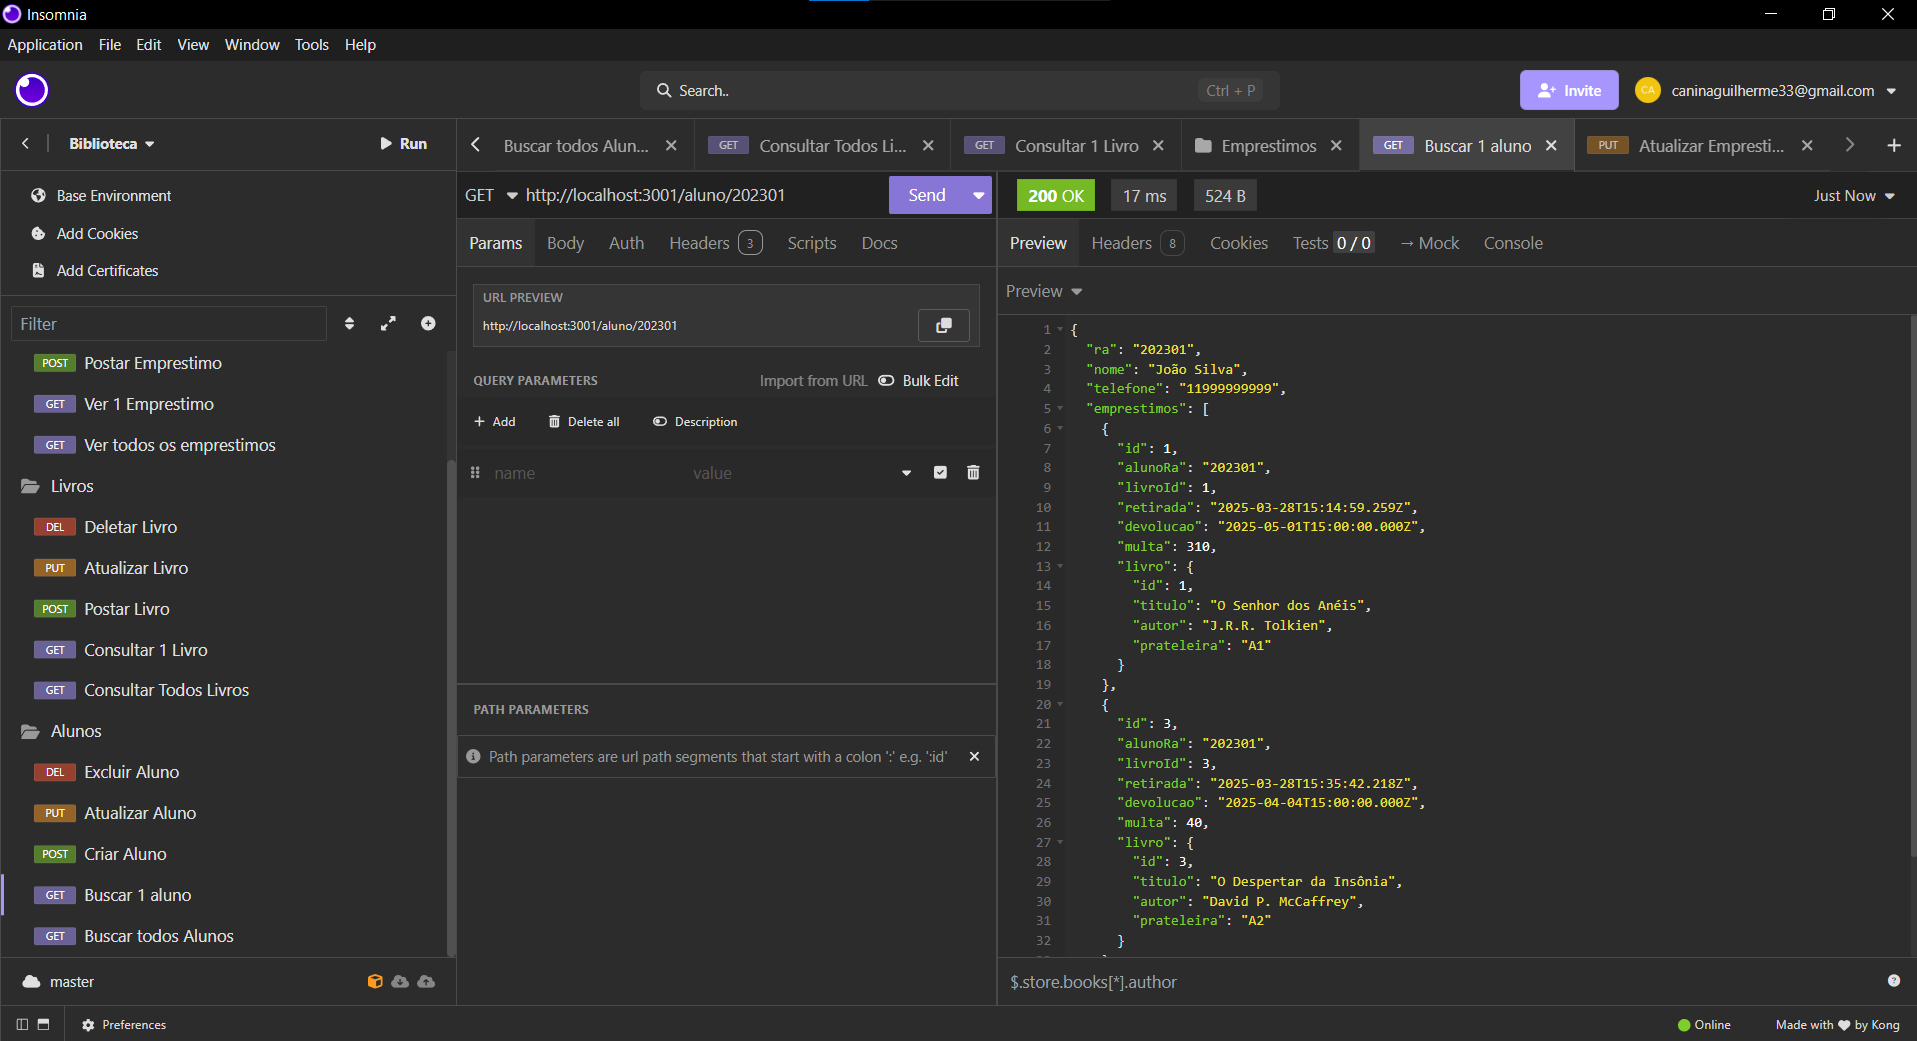 Insomnia
Application File Edit View Window Tools Help
Search.. Ctrl + P
Invite
CA caninaguilherme33@gmail.com
Biblioteca
Run
Base Environment
Add Cookies
Add Certificates
Filter
POST Postar Emprestimo
GET Ver 1 Emprestimo
GET Ver todos os emprestimos
Livros
DEL Deletar Livro
PUT Atualizar Livro
POST Postar Livro
GET Consultar 1 Livro
GET Consultar Todos Livros
Alunos
DEL Excluir Aluno
PUT Atualizar Aluno
POST Criar Aluno
GET Buscar 1 aluno
GET Buscar todos Alunos
master
Preferences
Buscar todos Alun...
GET Consultar Todos Li...
GET Consultar 1 Livro
Emprestimos
GET Buscar 1 aluno
PUT Atualizar Empresti...
GET http://localhost:3001/aluno/202301 Send
Params Body Auth Headers 3 Scripts Docs
URL PREVIEW
http://localhost:3001/aluno/202301
QUERY PARAMETERS Import from URL Bulk Edit
Add Delete all Description
name value
PATH PARAMETERS
Path parameters are url path segments that start with a colon ':' e.g. ':id'
200 OK 17 ms 524 B Just Now
Preview Headers 8 Cookies Tests 0 / 0 → Mock Console
Preview
1 {
2 "ra": "202301",
3 "nome": "João Silva",
4 "telefone": "11999999999",
5 "emprestimos": [
6 {
7 "id": 1,
8 "alunoRa": "202301",
9 "livroId": 1,
10 "retirada": "2025-03-28T15:14:59.259Z",
11 "devolucao": "2025-05-01T15:00:00.000Z",
12 "multa": 310,
13 "livro": {
14 "id": 1,
15 "titulo": "O Senhor dos Anéis",
16 "autor": "J.R.R. Tolkien",
17 "prateleira": "A1"
18 }
19 },
20 {
21 "id": 3,
22 "alunoRa": "202301",
23 "livroId": 3,
24 "retirada": "2025-03-28T15:35:42.218Z",
25 "devolucao": "2025-04-04T15:00:00.000Z",
26 "multa": 40,
27 "livro": {
28 "id": 3,
29 "titulo": "O Despertar da Insônia",
30 "autor": "David P. McCaffrey",
31 "prateleira": "A2"
32 }
$.store.books[*].author
Online
Made with ❤ by Kong